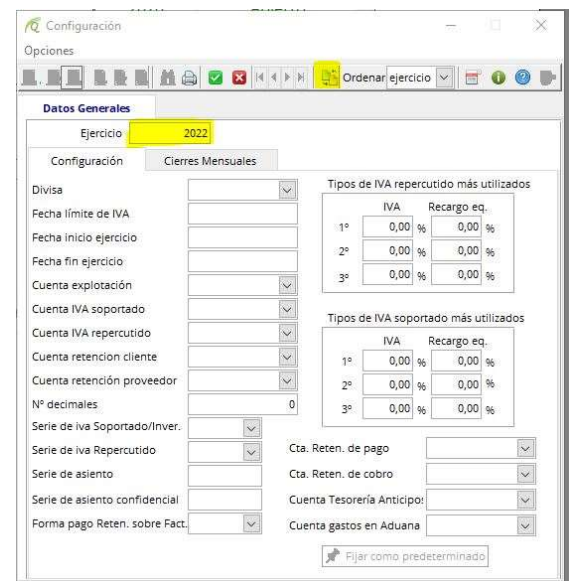 Configuración
Opciones
Ordenar ejercicio
Datos Generales
Ejercicio 2022
Configuración Cierres Mensuales
Divisa
Fecha límite de IVA
Fecha inicio ejercicio
Fecha fin ejercicio
Cuenta explotación
Cuenta IVA soportado
Cuenta IVA repercutido
Cuenta retencion cliente
Cuenta retención proveedor
Nº decimales 0
Serie de iva Soportado/Inver.
Serie de iva Repercutido
Serie de asiento
Serie de asiento confidencial
Forma pago Reten. sobre Fact.
Tipos de IVA repercutido más utilizados
IVA Recargo eq.
1º 0,00 % 0,00 %
2º 0,00 % 0,00 %
3º 0,00 % 0,00 %
Tipos de IVA soportado más utilizados
IVA Recargo eq.
1º 0,00 % 0,00 %
2º 0,00 % 0,00 %
3º 0,00 % 0,00 %
Cta. Reten. de pago
Cta. Reten. de cobro
Cuenta Tesorería Anticipos
Cuenta gastos en Aduana
Fijar como predeterminado